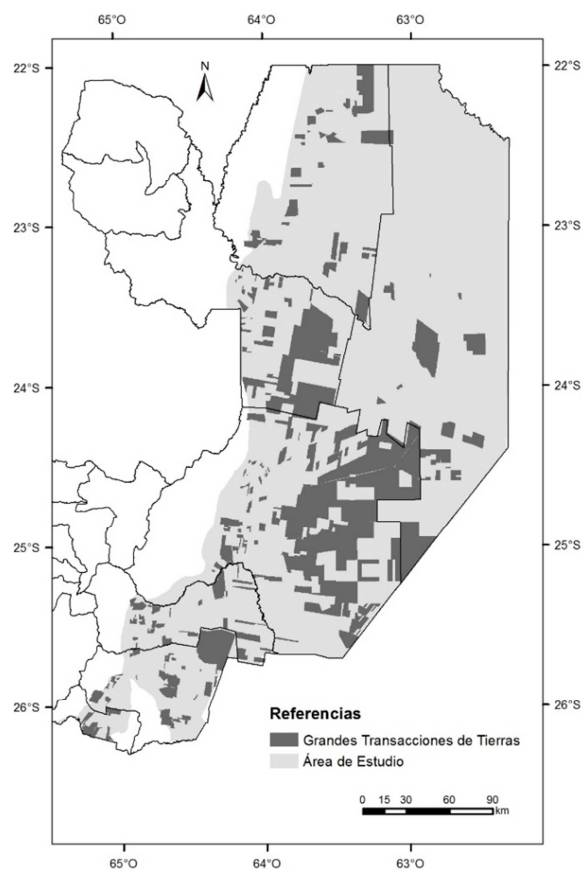 65°O 64°O 63°O
N
22°S 22°S
23°S 23°S
24°S 24°S
25°S 25°S
26°S 26°S
Referencias
Grandes Transacciones de Tierras
Área de Estudio
0 15 30 60 90
km
65°O 64°O 63°O